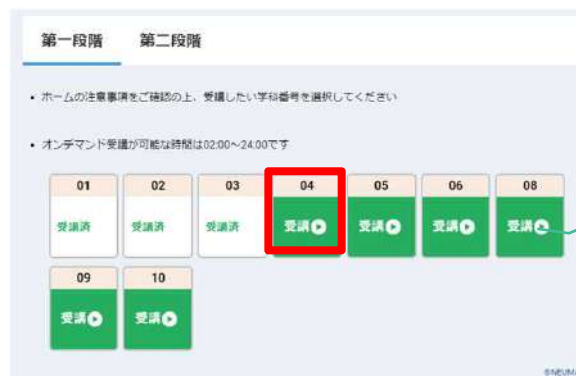 第一段階 第二段階
• ホームの注意事項をご確認の上、受講したい学科番号を選択してください
• オンデマンド受講が可能な時間は02:00～24:00です
01 02 03 04 05 06 08
受講済 受講済 受講済 受講 受講 受講 受講
09 10
受講 受講
©NEUMA